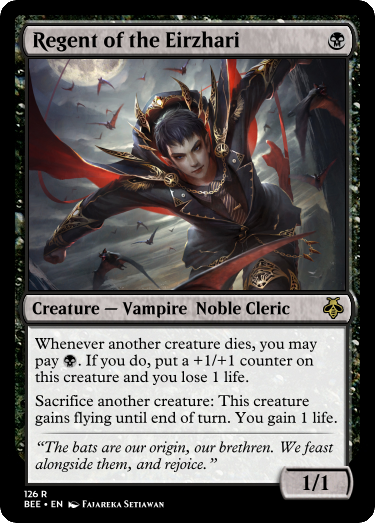 Regent of the Eirzhari
Creature — Vampire Noble Cleric
Whenever another creature dies, you may
pay . If you do, put a +1/+1 counter on
this creature and you lose 1 life.
Sacrifice another creature: This creature
gains flying until end of turn. You gain 1 life.
“The bats are our origin, our brethren. We feast
alongside them, and rejoice.”
1/1
126 R
BEE • EN Fajareka Setiawan